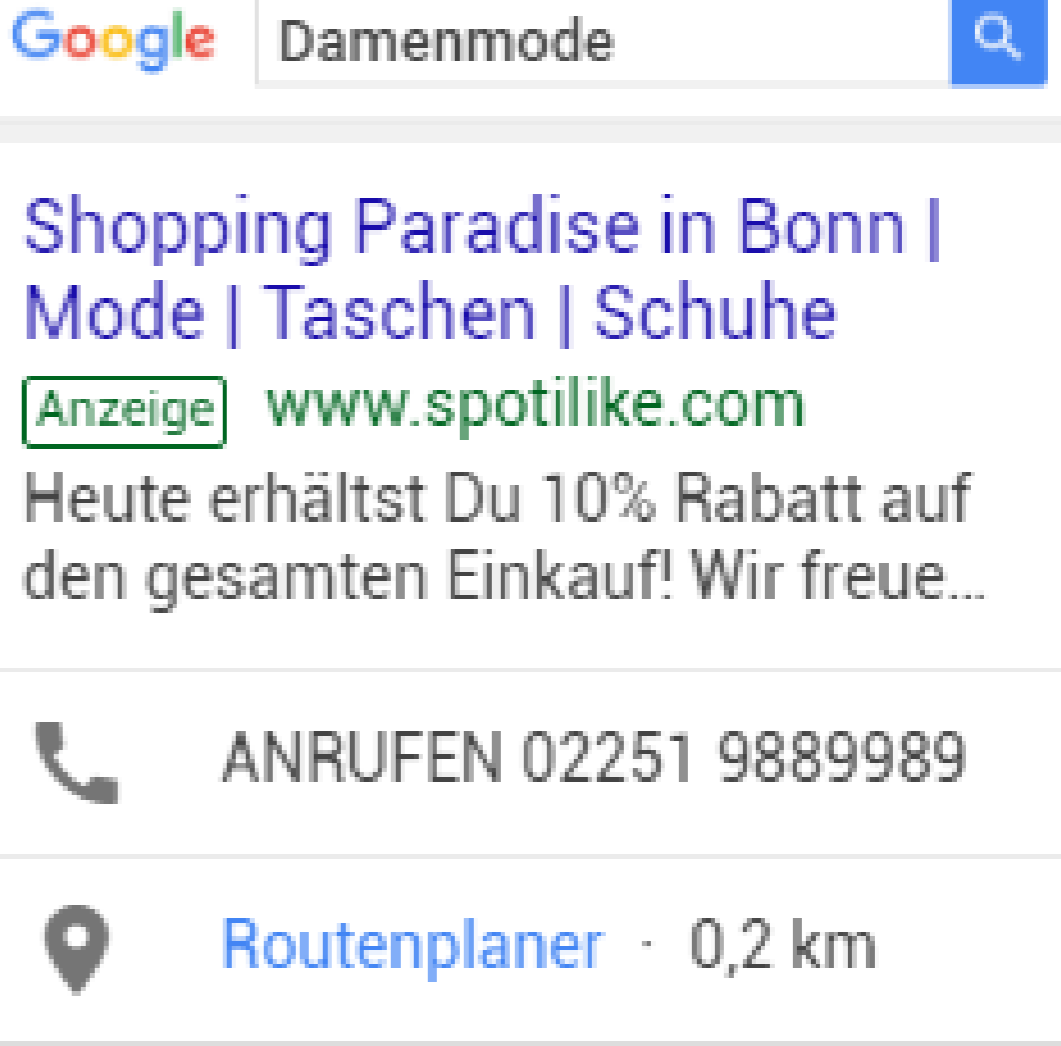 Google Damenmode
Shopping Paradise in Bonn |
Mode | Taschen | Schuhe
Anzeige www.spotilike.com
Heute erhältst Du 10% Rabatt auf
den gesamten Einkauf! Wir freue...
ANRUFEN 02251 9889989
Routenplaner · 0,2 km